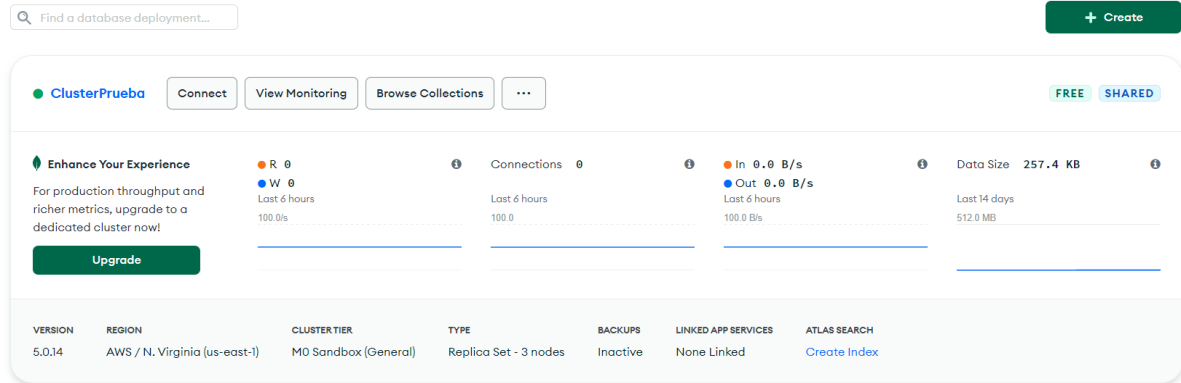 Find a database deployment...
+ Create
ClusterPrueba
Connect
View Monitoring
Browse Collections
...
FREE
SHARED
Enhance Your Experience
For production throughput and
richer metrics, upgrade to a
dedicated cluster now!
Upgrade
R 0
W 0
Last 6 hours
100.0/s
Connections 0
Last 6 hours
100.0
In 0.0 B/s
Out 0.0 B/s
Last 6 hours
100.0 B/s
Data Size 257.4 KB
Last 14 days
512.0 MB
VERSION
5.0.14
REGION
AWS / N. Virginia (us-east-1)
CLUSTER TIER
M0 Sandbox (General)
TYPE
Replica Set - 3 nodes
BACKUPS
Inactive
LINKED APP SERVICES
None Linked
ATLAS SEARCH
Create Index